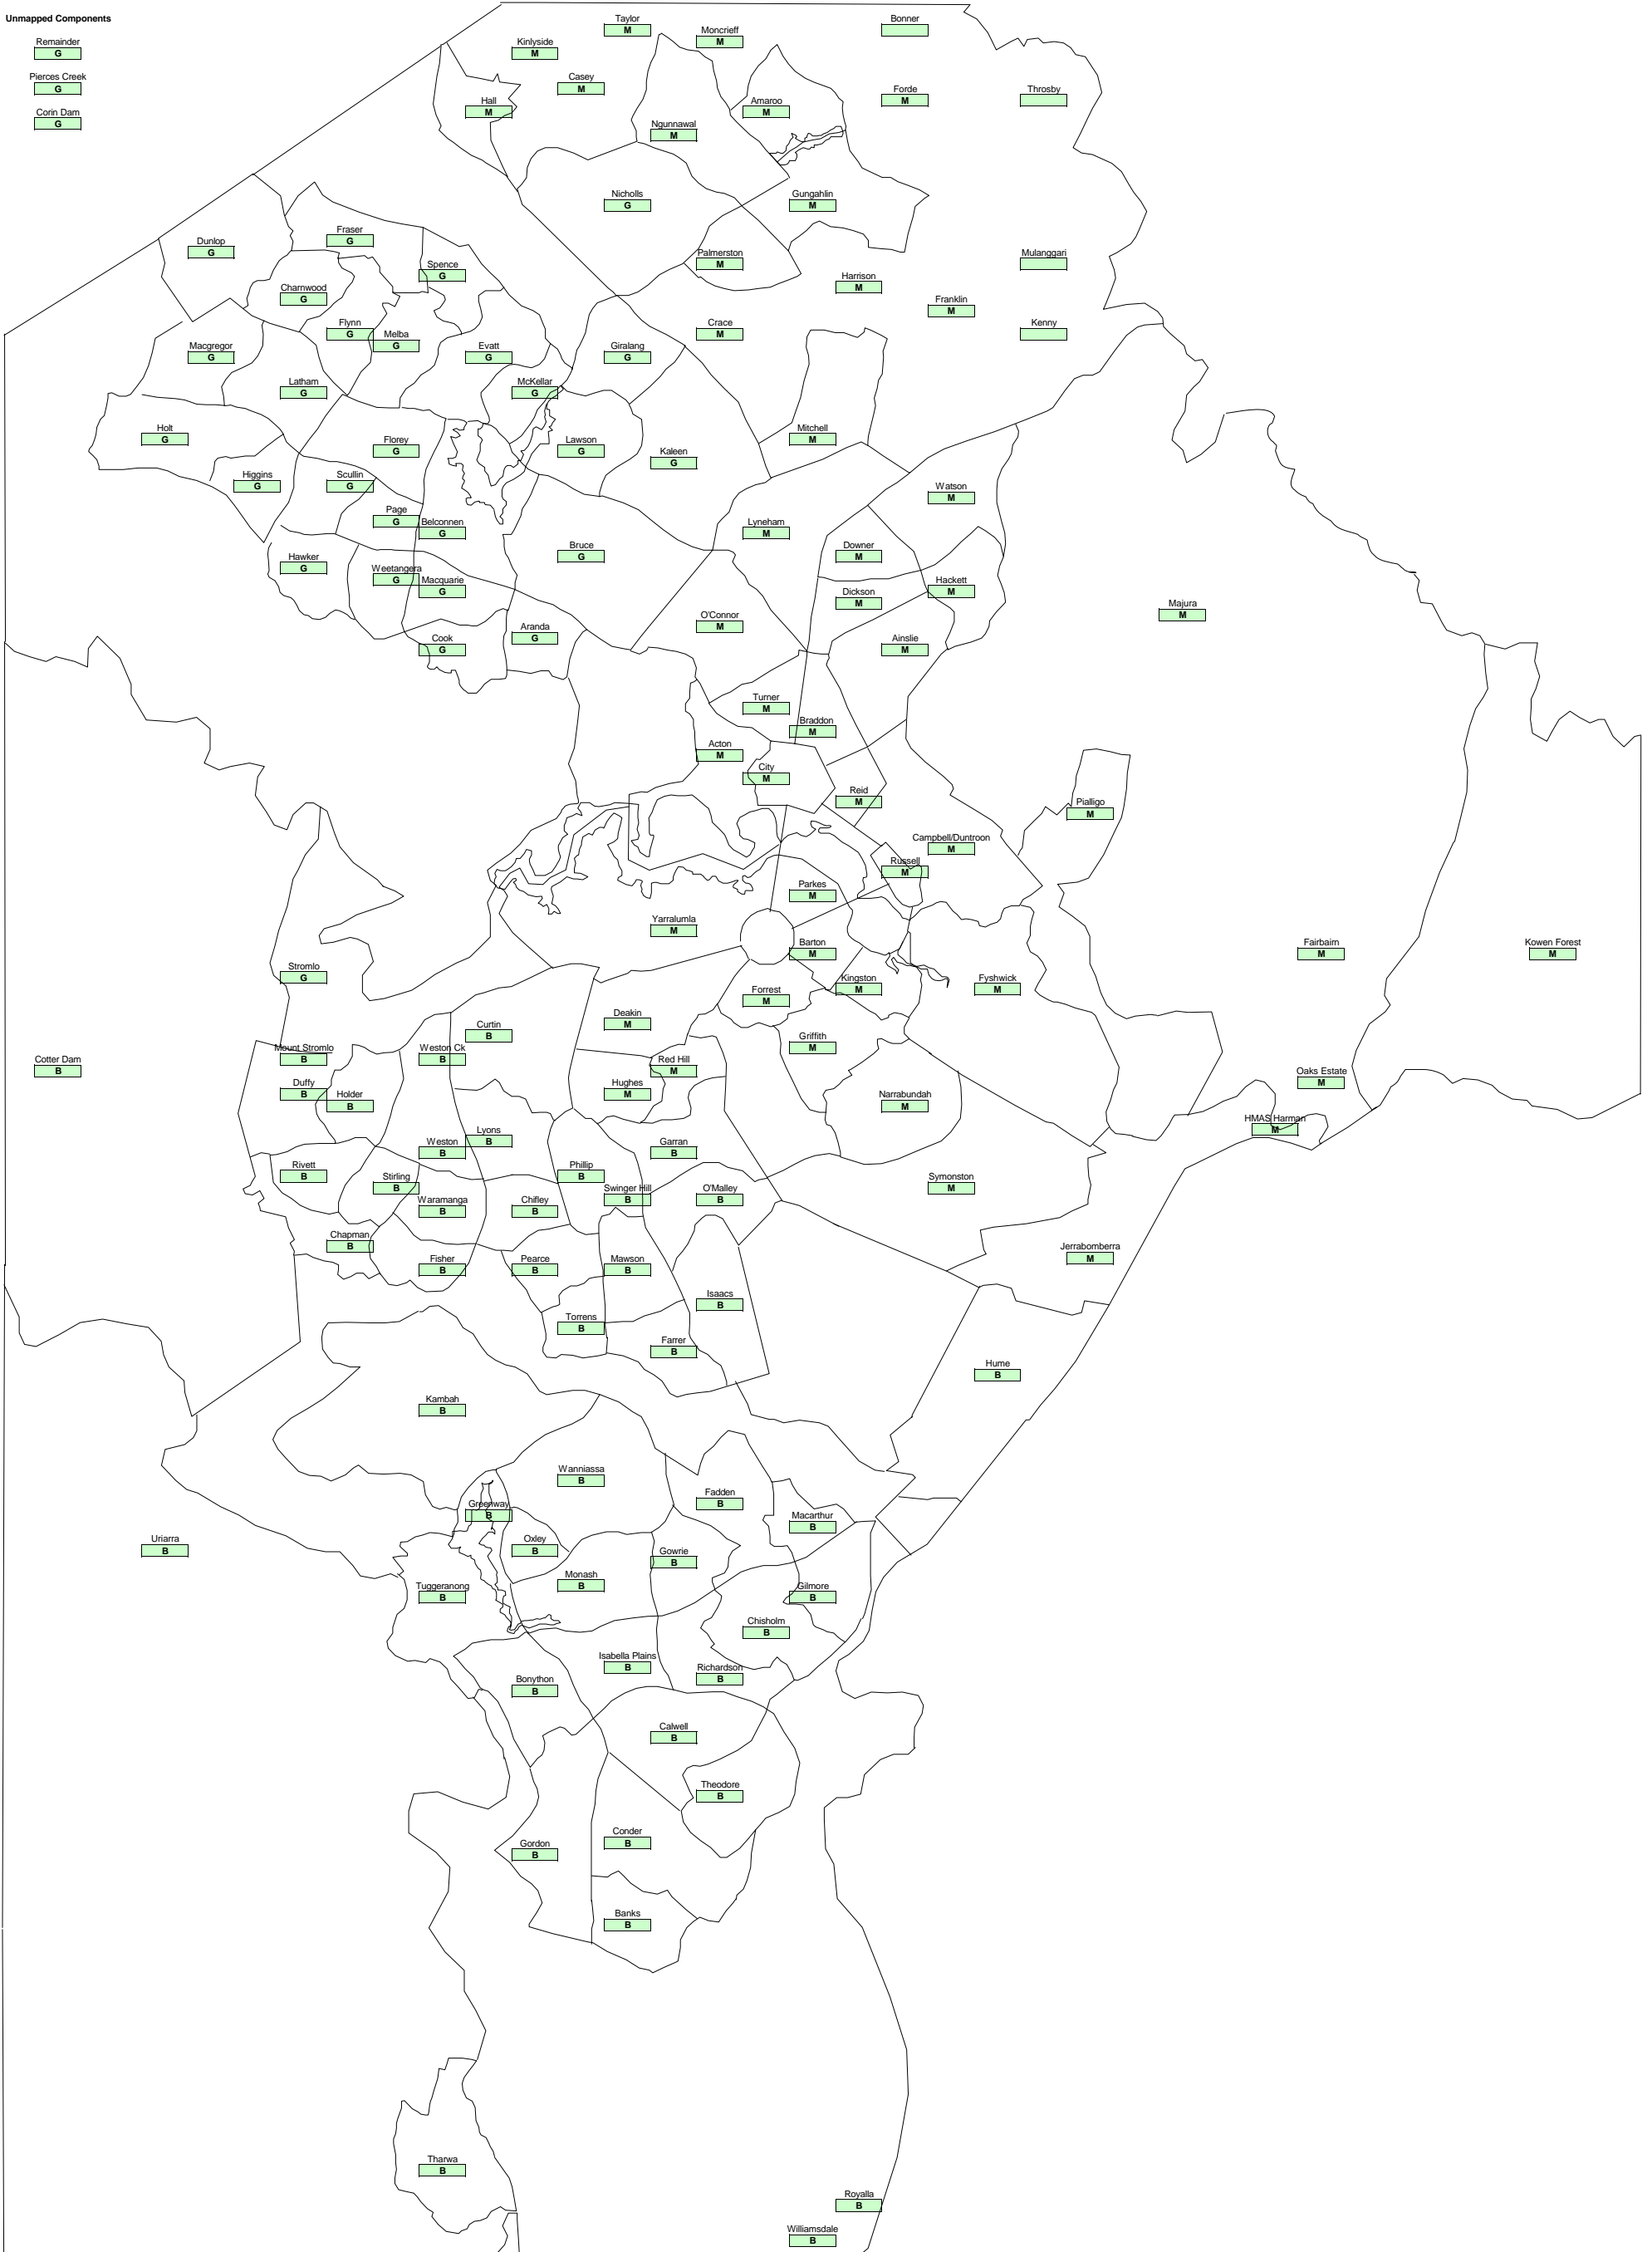 Unmapped Components
Remainder
G
Pierces Creek
G
Corin Dam
G
Taylor
M
Moncrieff
M
Bonner
Kinlyside
M
Casey
M
Hall
M
Amaroo
M
Forde
M
Throsby
Ngunnawal
M
Nicholls
G
Gungahlin
M
Dunlop
G
Fraser
G
Spence
G
Palmerston
M
Mulanggari
Charnwood
G
Harrison
M
Franklin
M
Flynn
G
Melba
G
Crace
M
Kenny
Macgregor
G
Evatt
G
Giralang
G
Latham
G
McKellar
G
Holt
G
Florey
G
Lawson
G
Kaleen
G
Mitchell
M
Higgins
G
Scullin
G
Watson
M
Page
G
Belconnen
G
Lyneham
M
Hawker
G
Bruce
G
Downer
M
Weetangera
G
Macquarie
G
Dickson
M
Hackett
M
Majura
M
Cook
G
Aranda
G
O'Connor
M
Ainslie
M
Turner
M
Braddon
M
Acton
M
City
M
Reid
M
Pialligo
M
Campbell/Duntroon
M
Russell
M
Parkes
M
Yarralumla
M
Barton
M
Fairbairn
M
Kowen Forest
M
Stromlo
G
Forrest
M
Kingston
M
Fyshwick
M
Curtin
B
Deakin
M
Griffith
M
Cotter Dam
B
Mount Stromlo
B
Weston Ck
B
Red Hill
M
Oaks Estate
M
Duffy
B
Holder
B
Hughes
M
Narrabundah
M
HMAS Harman
M
Weston
B
Lyons
B
Garran
B
Rivett
B
Stirling
B
Phillip
B
Swinger Hill
B
O'Malley
B
Symonston
M
Waramanga
B
Chifley
B
Chapman
B
Jerrabomberra
M
Fisher
B
Pearce
B
Mawson
B
Isaacs
B
Torrens
B
Farrer
B
Hume
B
Kambah
B
Wanniassa
B
Fadden
B
Greenway
B
Macarthur
B
Uriarra
B
Oxley
B
Gowrie
B
Tuggeranong
B
Monash
B
Gilmore
B
Chisholm
B
Isabella Plains
B
Richardson
B
Bonython
B
Calwell
B
Theodore
B
Gordon
B
Conder
B
Banks
B
Tharwa
B
Royalla
B
Williamsdale
B